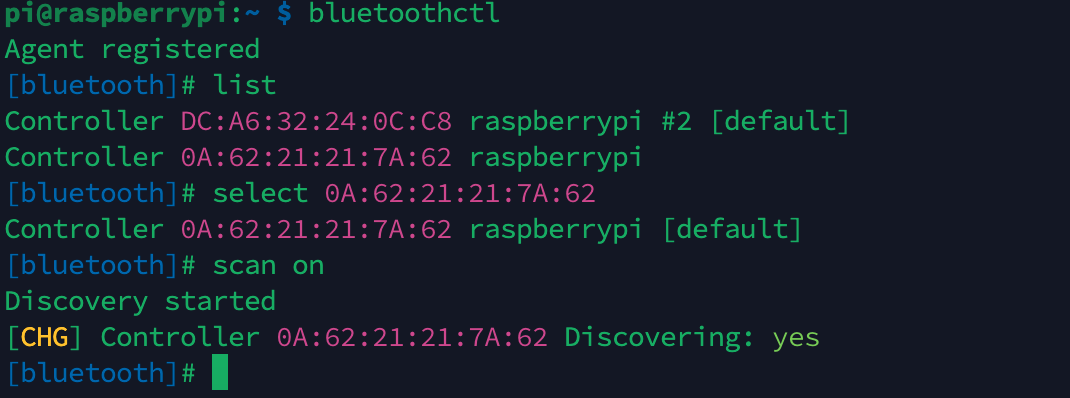 pi@raspberrypi:~ $ bluetoothctl
Agent registered
[bluetooth]# list
Controller DC:A6:32:24:0C:C8 raspberrypi #2 [default]
Controller 0A:62:21:21:7A:62 raspberrypi
[bluetooth]# select 0A:62:21:21:7A:62
Controller 0A:62:21:21:7A:62 raspberrypi [default]
[bluetooth]# scan on
Discovery started
[CHG] Controller 0A:62:21:21:7A:62 Discovering: yes
[bluetooth]#